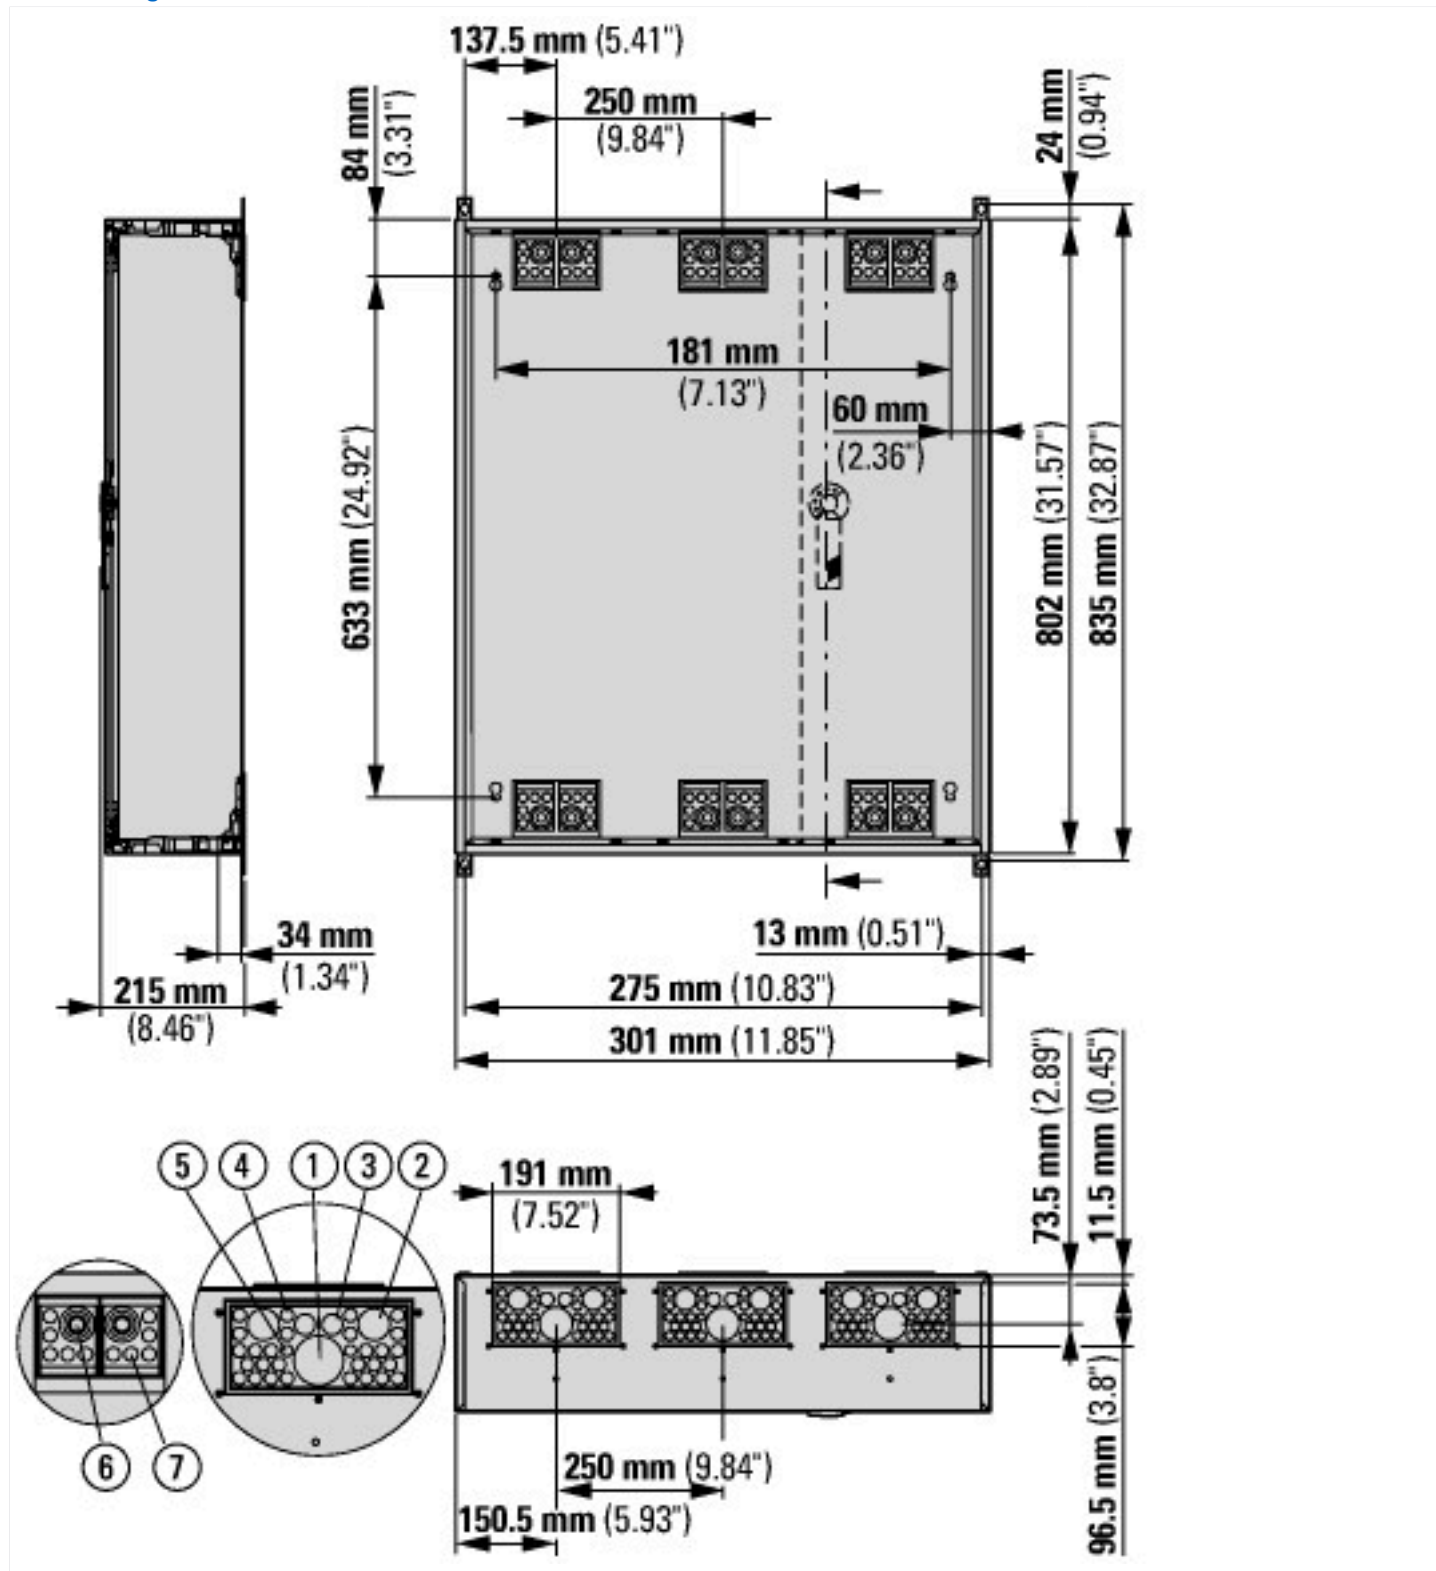 137.5 mm (5.41")
250 mm
(9.84")
84 mm
(3.31")
24 mm
(0.94")
181 mm
(7.13")
60 mm
(2.36")
633 mm (24.92")
802 mm (31.57")
835 mm (32.87")
34 mm
(1.34")
13 mm (0.51")
215 mm
(8.46")
275 mm (10.83")
301 mm (11.85")
73.5 mm (2.89")
11.5 mm (0.45")
5
4
1
3
2
191 mm
(7.52")
6
7
250 mm (9.84")
150.5 mm (5.93")
96.5 mm (3.8")